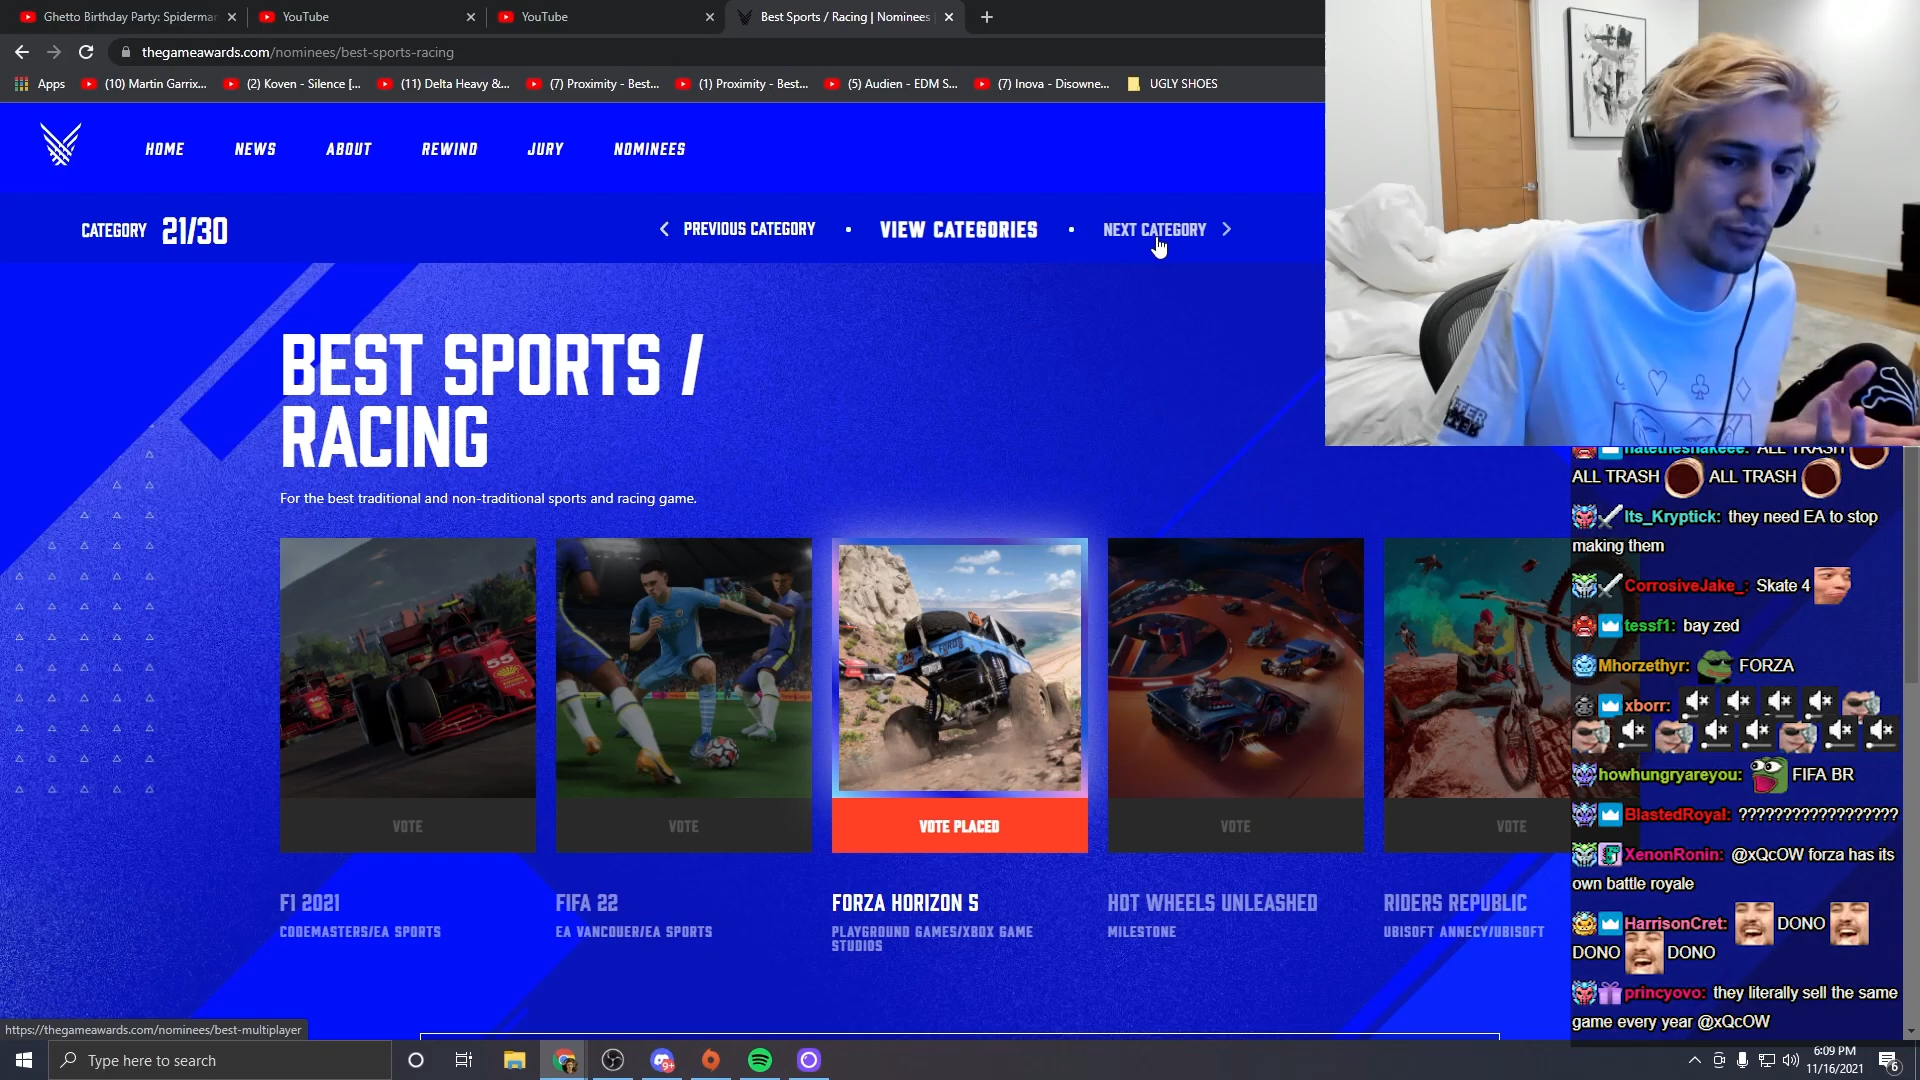 Ghetto Birthday Party: Spiderman
YouTube
YouTube
Best Sports / Racing | Nominees
thegameawards.com/nominees/best-sports-racing
Apps
(10) Martin Garrix...
(2) Koven - Silence [...
(11) Delta Heavy &...
(7) Proximity - Best...
(1) Proximity - Best...
(5) Audien - EDM S...
(7) Inova - Disowne...
UGLY SHOES
HOME
NEWS
ABOUT
REWIND
JURY
NOMINEES
CATEGORY 21/30
PREVIOUS CATEGORY
VIEW CATEGORIES
NEXT CATEGORY
BEST SPORTS /
RACING
For the best traditional and non-traditional sports and racing game.
VOTE
VOTE
VOTE PLACED
VOTE
VOTE
F1 2021
CODEMASTERS/EA SPORTS
FIFA 22
EA VANCOUER/EA SPORTS
FORZA HORIZON 5
PLAYGROUND GAMES/XBOX GAME
STUDIOS
HOT WHEELS UNLEASHED
MILESTONE
RIDERS REPUBLIC
UBISOFT ANNECY/UBISOFT
hatetheshakeee: ALL TRASH
ALL TRASH ALL TRASH
Its_Kryptick: they need EA to stop
making them
CorrosiveJake_: Skate 4
tessf1: bay zed
Mhorzethyr: FORZA
xborr:
howhungryareyou: FIFA BR
BlastedRoyal: ??????????????????
XenonRonin: @xQcOW forza has its
own battle royale
HarrisonCret: DONO
DONO DONO
princyovo: they literally sell the same
game every year @xQcOW
https://thegameawards.com/nominees/best-multiplayer
Type here to search
9+
6:09 PM
11/16/2021
6
55